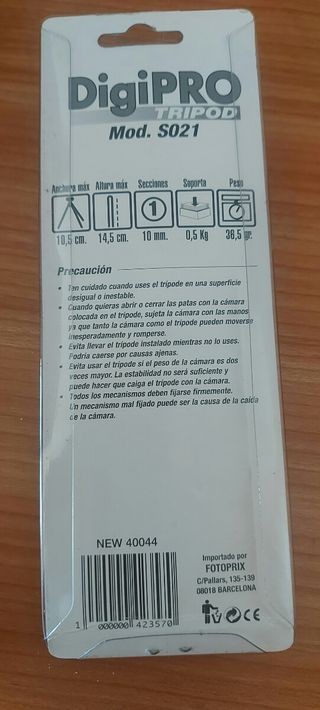 DigiPRO
TRIPOD
Mod. S021
Anchura máx Altura máx Secciones Soporta Peso
1
10,5 cm. 14,5 cm. 10 mm. 0,5 Kg 36,5 gr.
Precaución
• Ten cuidado cuando uses el trípode en una superficie
desigual o inestable.
• Cuando quieras abrir o cerrar las patas con la cámara
colocada en el trípode, sujeta la cámara con las manos
ya que tanto la cámara como el trípode pueden moverse
inesperadamente y romperse.
• Evita llevar el trípode instalado mientras no lo uses.
Podría caerse por causas ajenas.
• Evita usar el trípode si el peso de la cámara es dos
veces mayor. La estabilidad no será suficiente y
puede hacer que caiga el trípode con la cámara.
• Todos los mecanismos deben fijarse firmemente.
Un mecanismo mal fijado puede ser la causa de la caída
de la cámara.
NEW 40044
1 000000 423570
Importado por
FOTOPRIX
C/Pallars, 135-139
08018 BARCELONA
CE